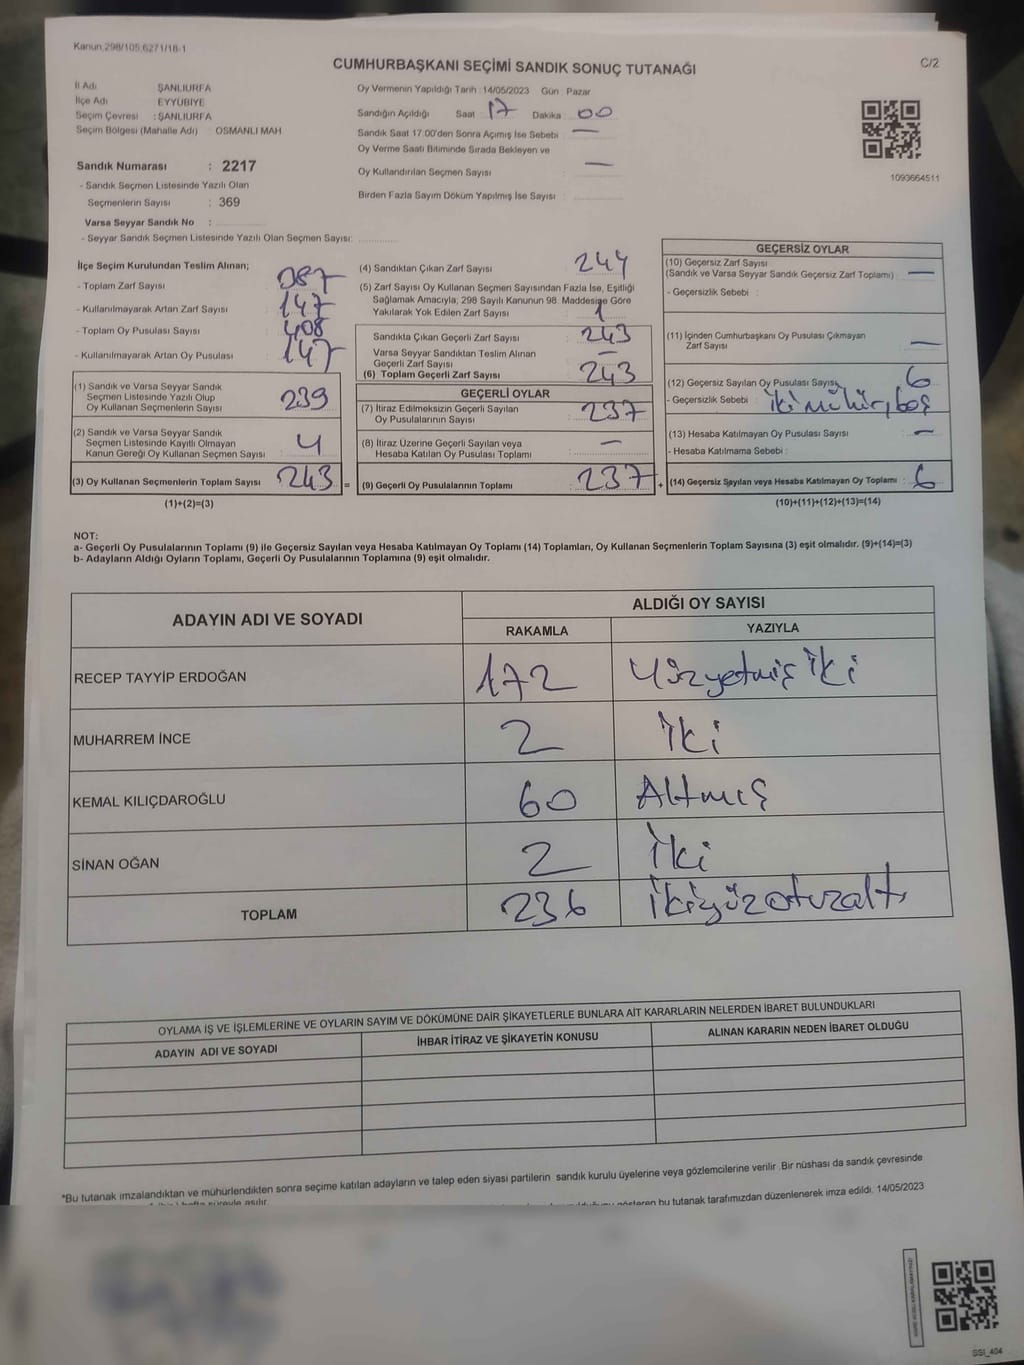 Kanun.298/105,6271/18-1
CUMHURBAŞKANI SEÇİMİ SANDIK SONUÇ TUTANAĞI
C/2
İl Adı ŞANLIURFA
İlçe Adı EYYÜBİYE
Seçim Çevresi : ŞANLIURFA
Seçim Bölgesi (Mahalle Adı) : OSMANLI MAH
Sandık Numarası : 2217
- Sandık Seçmen Listesinde Yazılı Olan
Seçmenlerin Sayısı : 369
Varsa Seyyar Sandık No :
- Seyyar Sandık Seçmen Listesinde Yazılı Olan Seçmen Sayısı:
Oy Vermenin Yapıldığı Tarih : 14/05/2023 Gün : Pazar
Sandığın Açıldığı Saat 17 Dakika 00
Sandık Saat 17.00'den Sonra Açılmış İse Sebebi : —
Oy Verme Saati Bitiminde Sırada Bekleyen ve
Oy Kullandırılan Seçmen Sayısı : —
Birden Fazla Sayım Döküm Yapılmış İse Sayısı :
1093664511
İlçe Seçim Kurulundan Teslim Alınan;
- Toplam Zarf Sayısı : 387
- Kullanılmayarak Artan Zarf Sayısı : 147
- Toplam Oy Pusulası Sayısı : 408
- Kullanılmayarak Artan Oy Pusulası : 147
(1) Sandık ve Varsa Seyyar Sandık
Seçmen Listesinde Yazılı Olup
Oy Kullanan Seçmenlerin Sayısı : 239
(2) Sandık ve Varsa Seyyar Sandık
Seçmen Listesinde Kayıtlı Olmayan
Kanun Gereği Oy Kullanan Seçmen Sayısı : 4
(3) Oy Kullanan Seçmenlerin Toplam Sayısı : 243 =
(1)+(2)=(3)
(4) Sandıktan Çıkan Zarf Sayısı : 244
(5) Zarf Sayısı Oy Kullanan Seçmen Sayısından Fazla İse, Eşitliği
Sağlamak Amacıyla; 298 Sayılı Kanunun 98. Maddesine Göre
Yakılarak Yok Edilen Zarf Sayısı : 1
Sandıkta Çıkan Geçerli Zarf Sayısı : 243
Varsa Seyyar Sandıktan Teslim Alınan
Geçerli Zarf Sayısı : —
(6) Toplam Geçerli Zarf Sayısı : 243
GEÇERLİ OYLAR
(7) İtiraz Edilmeksizin Geçerli Sayılan
Oy Pusulalarının Sayısı : 237
(8) İtiraz Üzerine Geçerli Sayılan veya
Hesaba Katılan Oy Pusulası Toplamı : —
(9) Geçerli Oy Pusulalarının Toplamı : 237 +
GEÇERSİZ OYLAR
(10) Geçersiz Zarf Sayısı
(Sandık ve Varsa Seyyar Sandık Geçersiz Zarf Toplamı) : —
- Geçersizlik Sebebi :
(11) İçinden Cumhurbaşkanı Oy Pusulası Çıkmayan
Zarf Sayısı : —
(12) Geçersiz Sayılan Oy Pusulası Sayısı : 6
- Geçersizlik Sebebi : iki mühür, boş
(13) Hesaba Katılmayan Oy Pusulası Sayısı : —
- Hesaba Katılmama Sebebi :
(14) Geçersiz Sayılan veya Hesaba Katılmayan Oy Toplamı : 6
(10)+(11)+(12)+(13)=(14)
NOT:
a- Geçerli Oy Pusulalarının Toplamı (9) ile Geçersiz Sayılan veya Hesaba Katılmayan Oy Toplamı (14) Toplamları, Oy Kullanan Seçmenlerin Toplam Sayısına (3) eşit olmalıdır. (9)+(14)=(3)
b- Adayların Aldığı Oyların Toplamı, Geçerli Oy Pusulalarının Toplamına (9) eşit olmalıdır.
ADAYIN ADI VE SOYADI
ALDIĞI OY SAYISI
RAKAMLA YAZIYLA
RECEP TAYYİP ERDOĞAN 172 Yüzyetmiş iki
MUHARREM İNCE 2 İki
KEMAL KILIÇDAROĞLU 60 Altmış
SİNAN OĞAN 2 İki
TOPLAM 236 İkiyüzotuzaltı
OYLAMA İŞ VE İŞLEMLERİNE VE OYLARIN SAYIM VE DÖKÜMÜNE DAİR ŞİKAYETLERLE BUNLARA AİT KARARLARIN NELERDEN İBARET BULUNDUKLARI
ADAYIN ADI VE SOYADI İHBAR İTİRAZ VE ŞİKAYETİN KONUSU ALINAN KARARIN NEDEN İBARET OLDUĞU
*Bu tutanak imzalandıktan ve mühürlendikten sonra seçime katılan adayların ve talep eden siyasi partilerin sandık kurulu üyelerine veya gözlemcilerine verilir. Bir nüshası da sandık çevresinde
hafta süreyle asılır. gösteren bu tutanak tarafımızdan düzenlenerek imza edildi. 14/05/2023
SSI_404